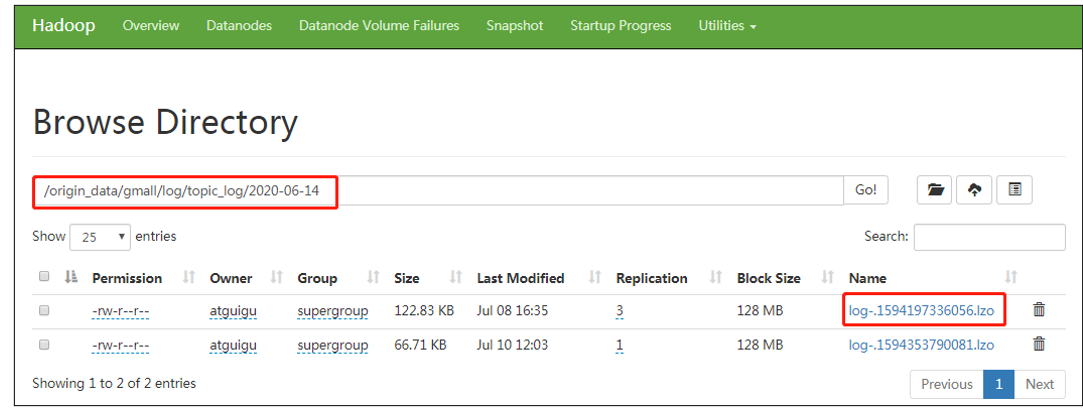 Hadoop Overview Datanodes Datanode Volume Failures Snapshot Startup Progress Utilities
Browse Directory
/origin_data/gmall/log/topic_log/2020-06-14 Go!
Show 25 entries Search:
Permission Owner Group Size Last Modified Replication Block Size Name
-rw-r--r-- atguigu supergroup 122.83 KB Jul 08 16:35 3 128 MB log-.1594197336056.lzo
-rw-r--r-- atguigu supergroup 66.71 KB Jul 10 12:03 1 128 MB log-.1594353790081.lzo
Showing 1 to 2 of 2 entries Previous 1 Next